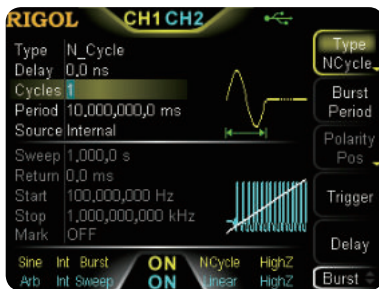 RIGOL CH1 CH2
Type N_Cycle
Delay 0.0 ns
Cycles 1
Period 10.000,000,0 ms
Source Internal
Sweep 1.000,0 s
Return 0.0 ms
Start 100.000,000 Hz
Stop 1.000,000,000 kHz
Mark OFF
Sine Int Burst ON NCycle HighZ
Arb Int Sweep ON Linear HighZ
Type
NCycle
Burst
Period
Polarity
Pos
Trigger
Delay
Burst